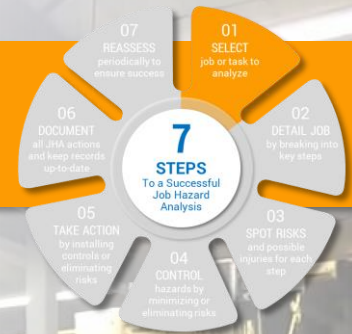 7
STEPS
To a Successful
Job Hazard
Analysis
01
SELECT
job or task to
analyze
02
DETAIL JOB
by breaking into
key steps
03
SPOT RISKS
and possible
injuries for each
step
04
CONTROL
hazards by
minimizing or
eliminating risks
05
TAKE ACTION
by installing
controls or
eliminating
risks
06
DOCUMENT
all JHA actions
and keep records
up-to-date
07
REASSESS
periodically to
ensure success